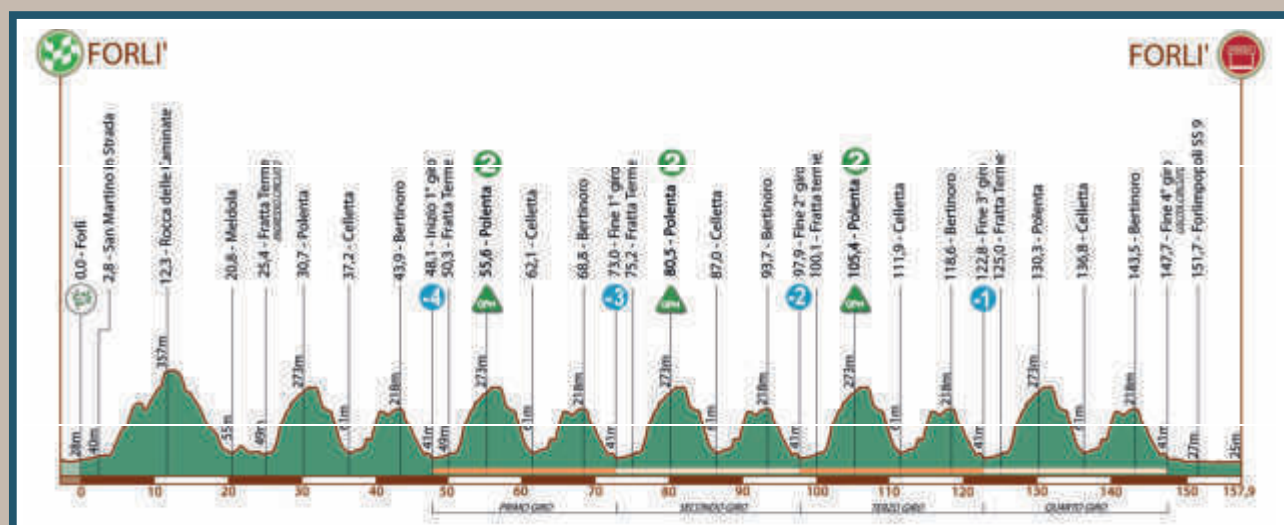 FORLI'
FORLI'
0,0 - Forlì
2,8 - San Martino in Strada
12,3 - Rocca delle Caminate
20,8 - Meldola
25,4 - Fratta Terme
30,7 - Polenta
37,2 - Celletta
43,9 - Bertinoro
48,1 - Inizio 1° giro
50,3 - Fratta Terme
55,6 - Polenta
2
62,1 - Celletta
68,8 - Bertinoro
73,0 - Fine 1° giro
75,2 - Fratta Terme
80,5 - Polenta
2
87,0 - Celletta
93,7 - Bertinoro
97,9 - Fine 2° giro
100,1 - Fratta terme
105,4 - Polenta
2
111,9 - Celletta
118,6 - Bertinoro
122,8 - Fine 3° giro
125,0 - Fratta Terme
130,3 - Polenta
136,8 - Celletta
143,5 - Bertinoro
147,7 - Fine 4° giro
151,7 - Forlimpopoli SS 9
-4 GPM -3 GPM -2 GPM -1
28m 40m 357m 55m 49m 273m 218m 41m 49m 273m 218m 41m 273m 218m 41m 273m 218m 41m 273m 218m 41m 27m 25m
0 10 20 30 40 50 60 70 80 90 100 110 120 130 140 150 157,9
PRIMO GIRO SECONDO GIRO TERZO GIRO QUARTO GIRO